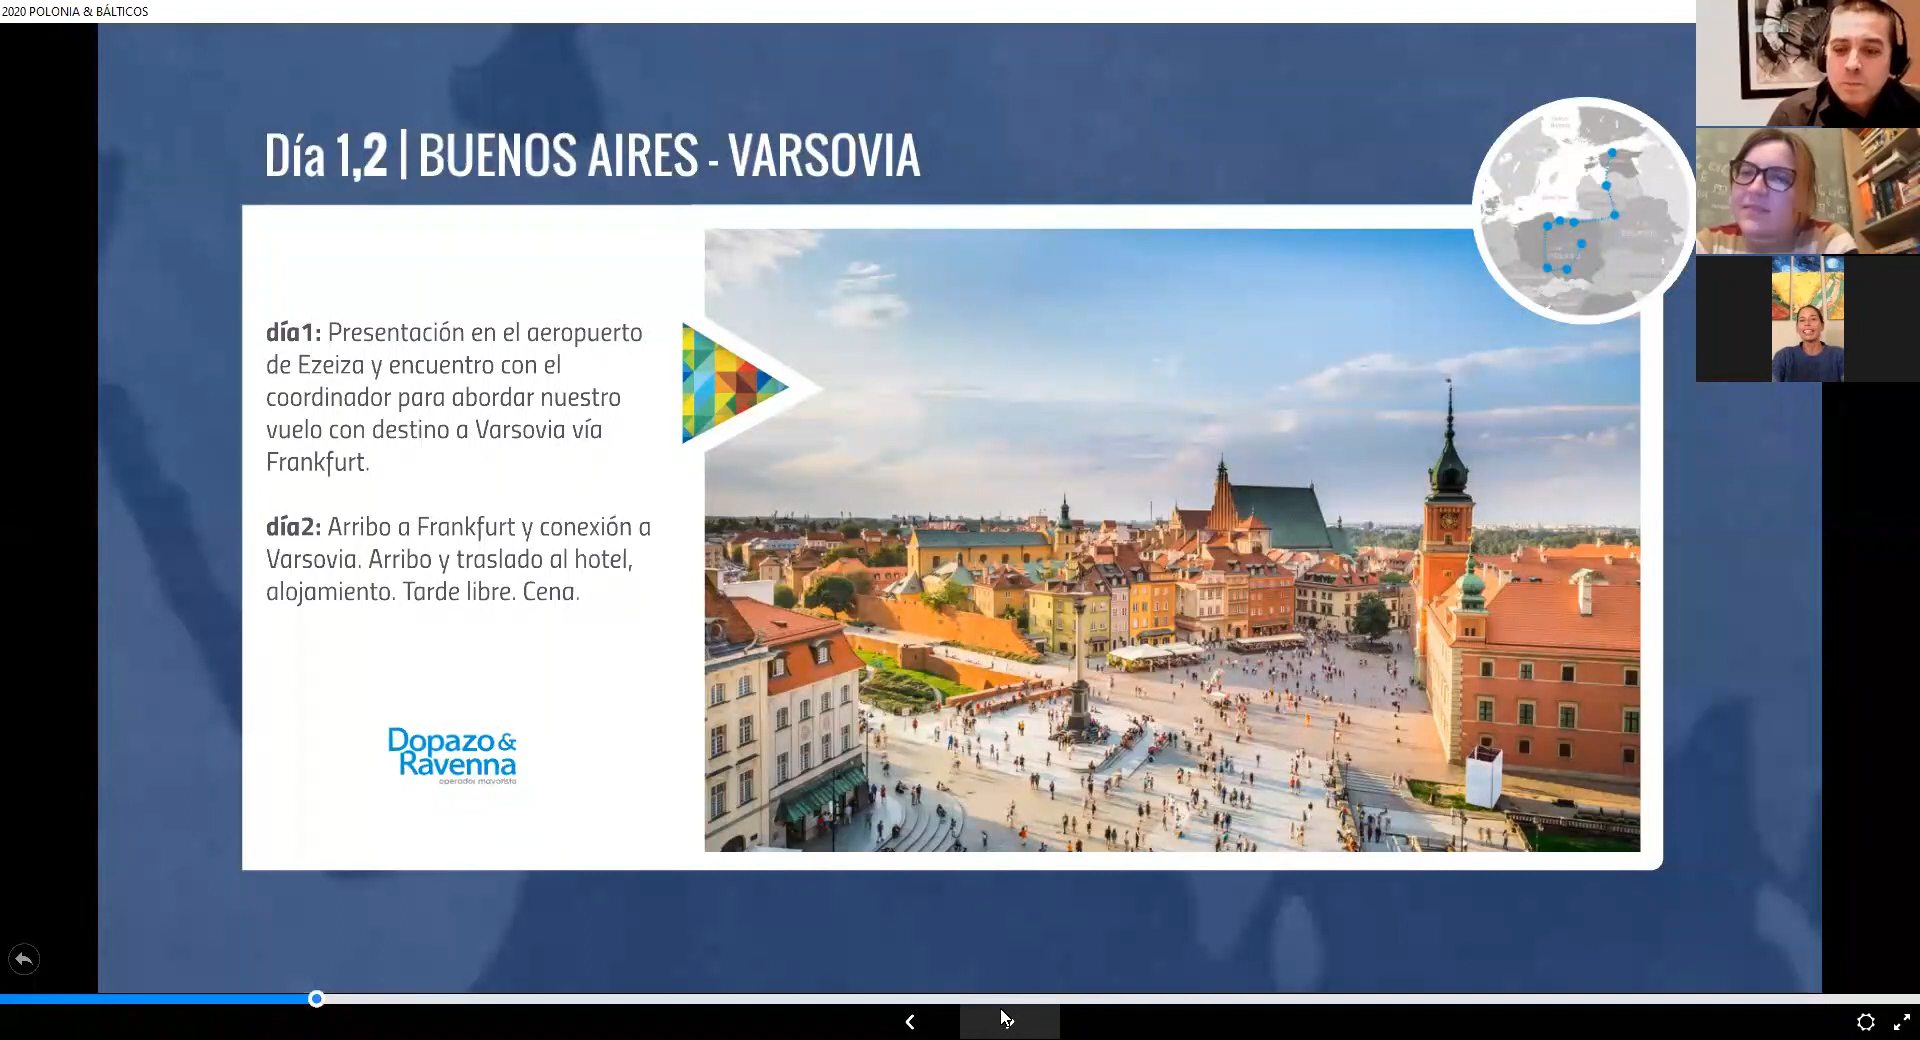 2020 POLONIA & BÁLTICOS
Día 1,2 | BUENOS AIRES - VARSOVIA
día1: Presentación en el aeropuerto
de Ezeiza y encuentro con el
coordinador para abordar nuestro
vuelo con destino a Varsovia vía
Frankfurt.
día2: Arribo a Frankfurt y conexión a
Varsovia. Arribo y traslado al hotel,
alojamiento. Tarde libre. Cena.
Dopazo &
Ravenna
operador mayorista